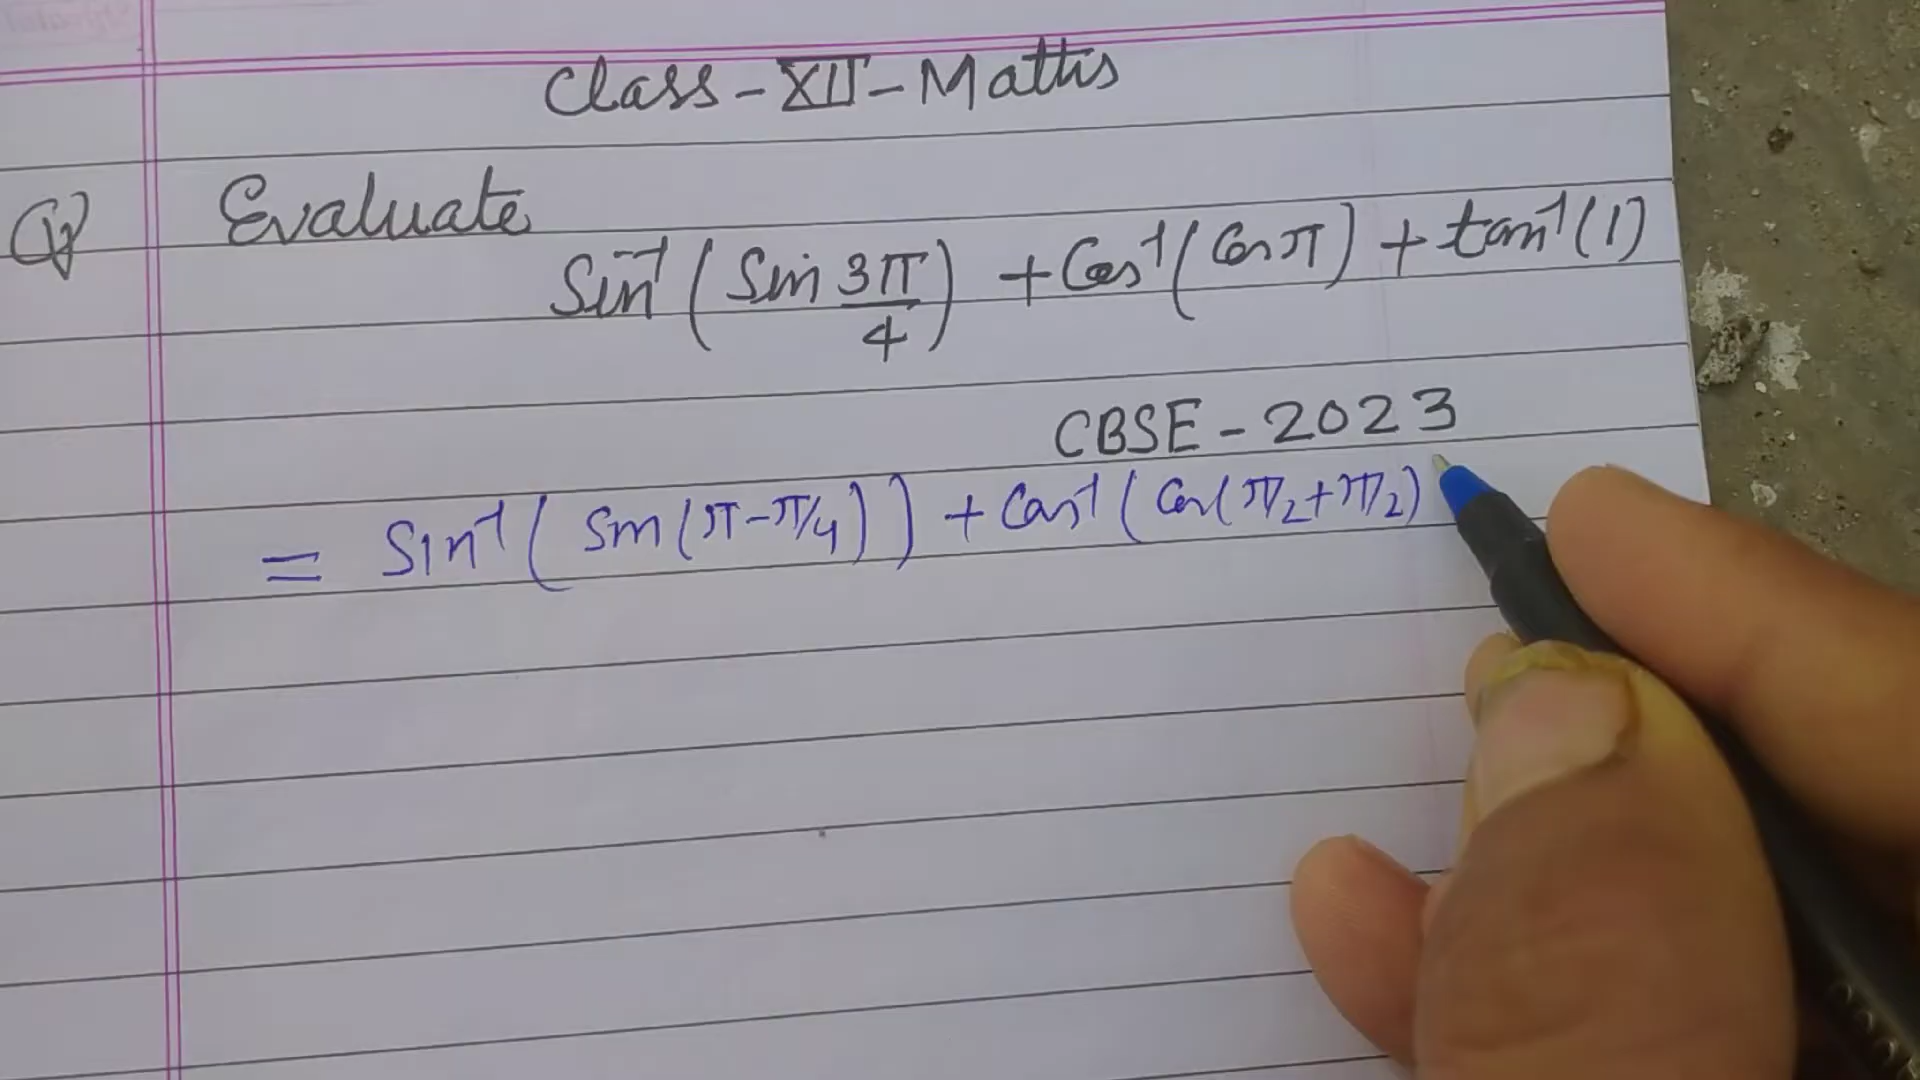 Class-XII-Maths
Q Evaluate
Sin⁻¹(Sin 3π/4) + Cos⁻¹(Cos π) + tan⁻¹(1)
CBSE-2023
= Sin⁻¹(Sin(π-π/4)) + Cos⁻¹(Cos(π/2+π/2)